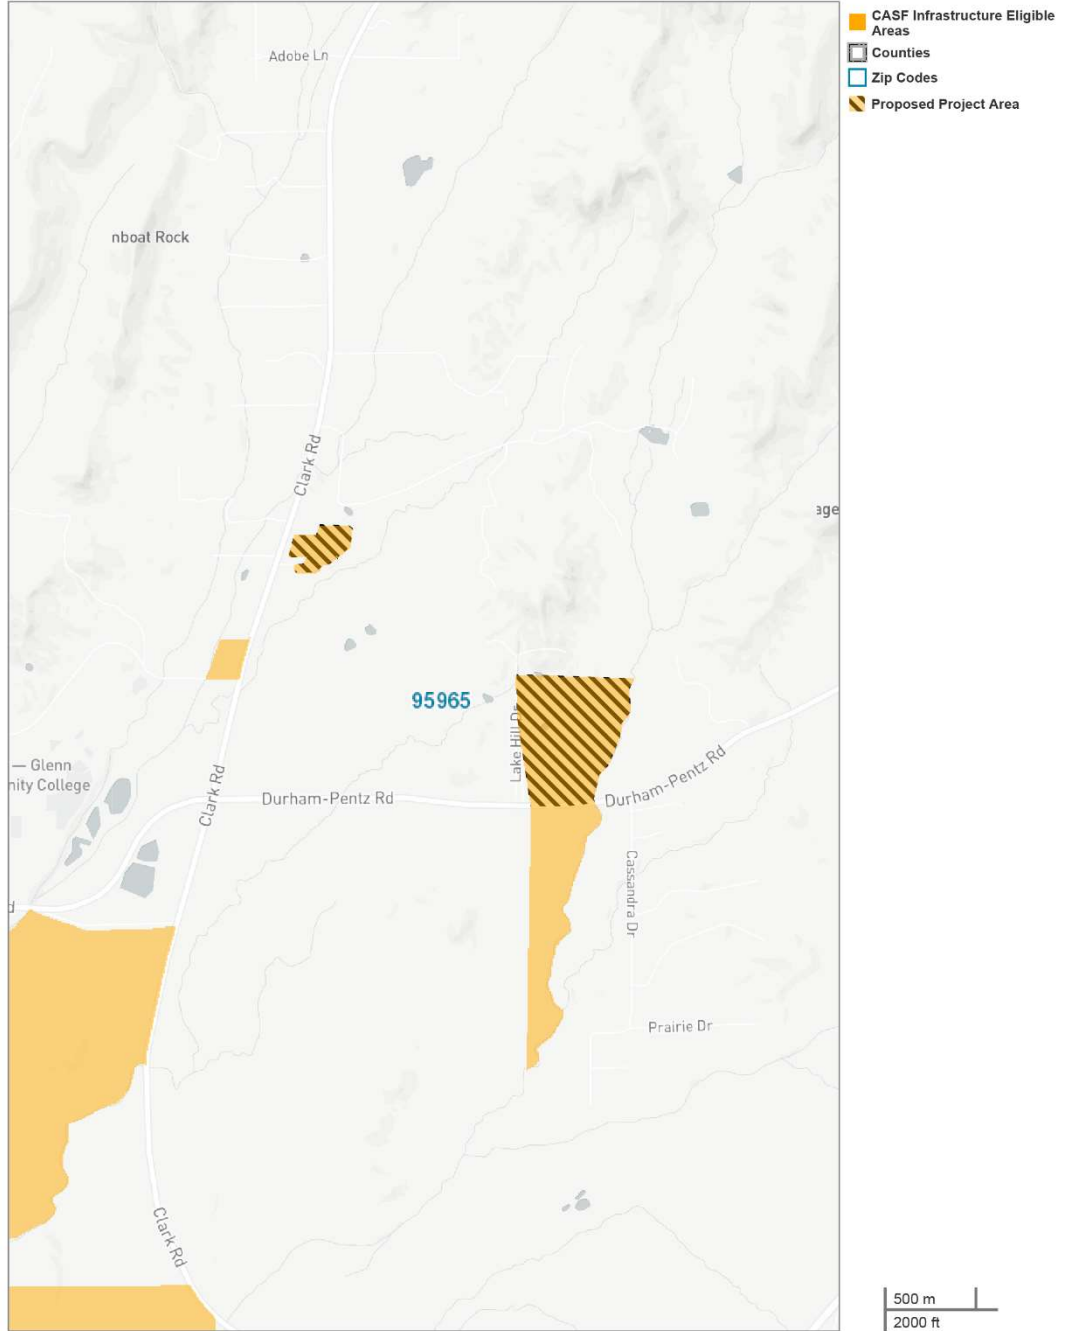 CASF Infrastructure Eligible
Areas
Counties
Zip Codes
Proposed Project Area
Adobe Ln
nboat Rock
Clark Rd
age
95965
Lake Hill Dr
— Glenn
nity College
Clark Rd
Durham-Pentz Rd
Durham-Pentz Rd
Cassandra Dr
d
Prairie Dr
Clark Rd
500 m
2000 ft